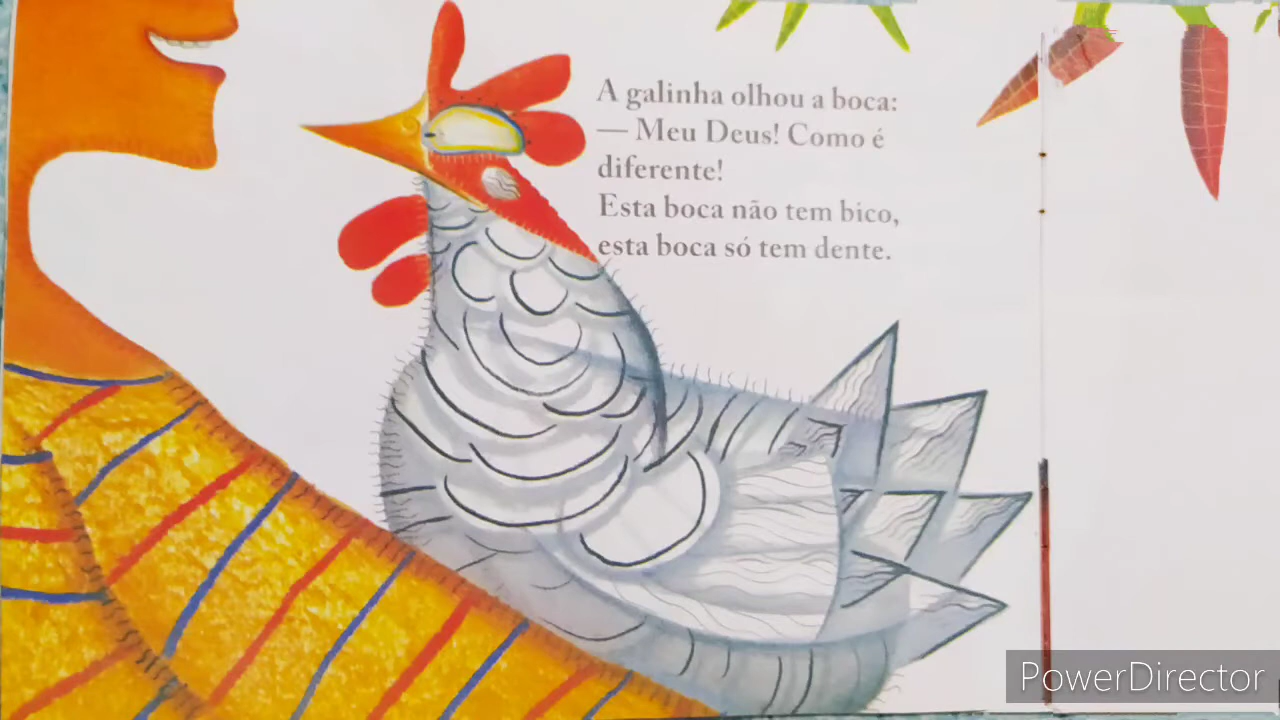 A galinha olhou a boca:
— Meu Deus! Como é
diferente!
Esta boca não tem bico,
esta boca só tem dente.
PowerDirector